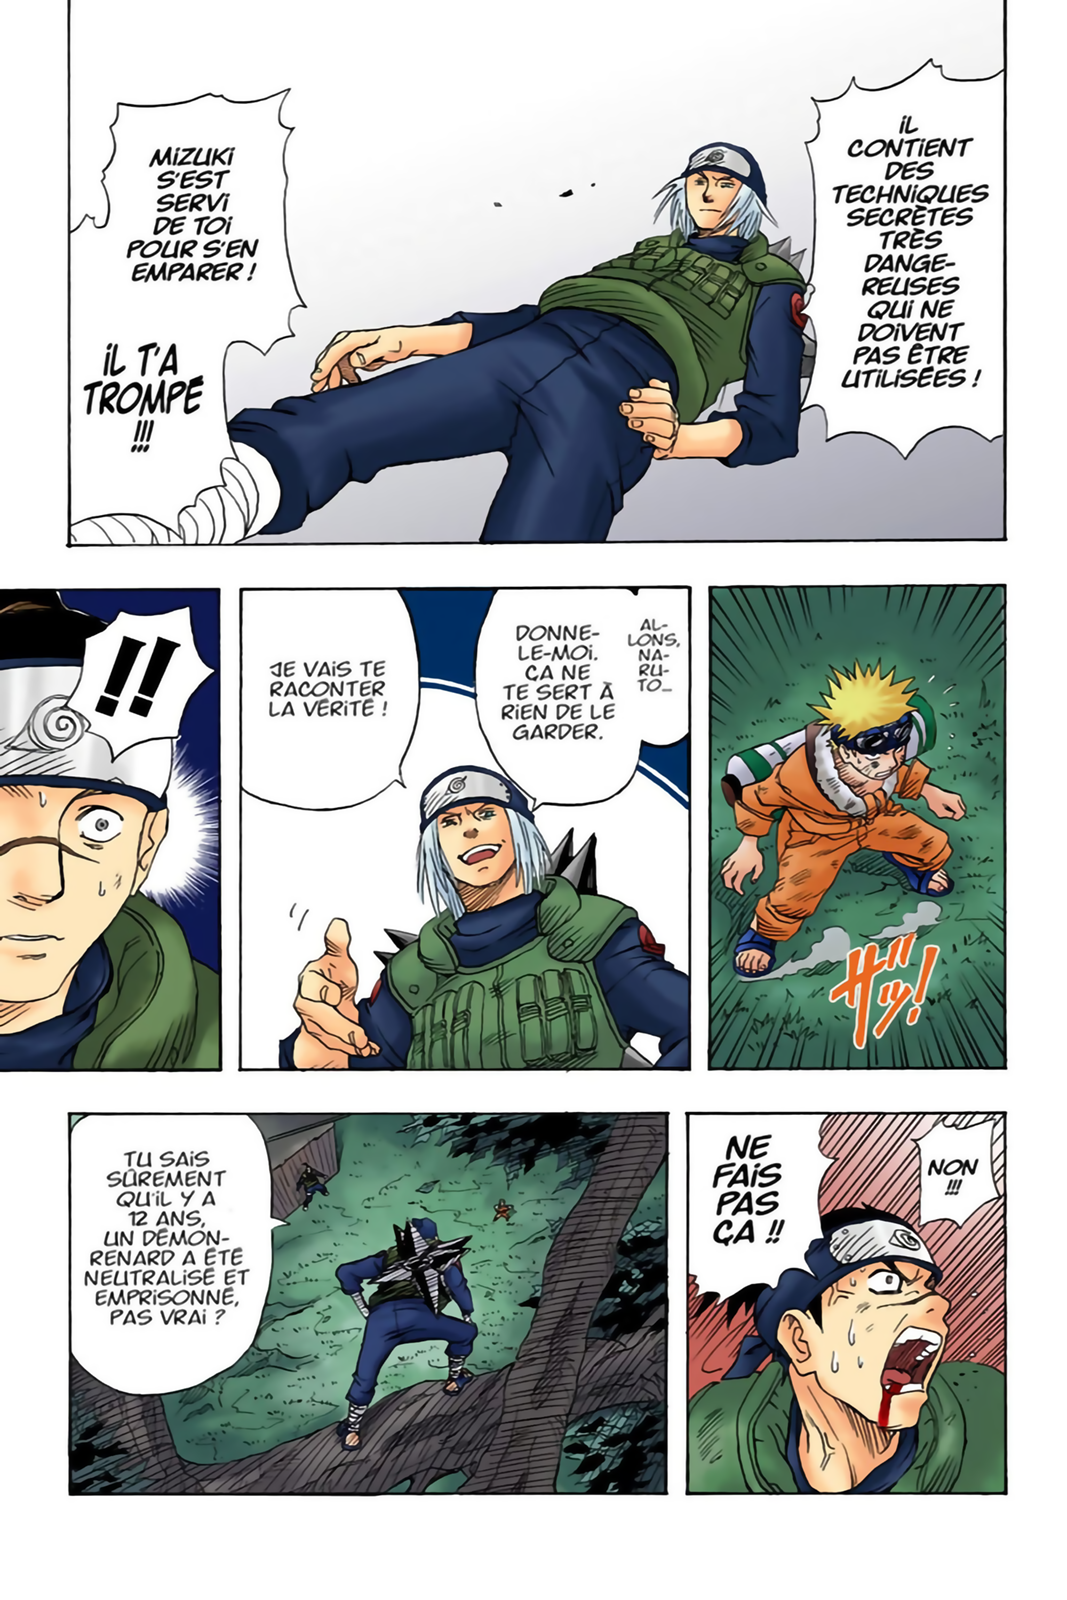 IL
CONTIENT
DES
TECHNIQUES
SECRÈTES
TRÈS
DANGE-
REUSES
QUI NE
DOIVENT
PAS ÊTRE
UTILISÉES !
MIZUKI
S'EST
SERVI
DE TOI
POUR S'EN
EMPARER !
IL T'A
TROMPÉ
!!!
ザザッ!
AL-
LONS,
NA-
RU-
TO...
DONNE-
LE-MOI.
ÇA NE
TE SERT À
RIEN DE LE
GARDER.
JE VAIS TE
RACONTER
LA VÉRITÉ !
!!
NON
!!!
NE
FAIS
PAS
ÇA !!
TU SAIS
SÛREMENT
QU'IL Y A
12 ANS,
UN DÉMON-
RENARD A ÉTÉ
NEUTRALISÉ ET
EMPRISONNÉ,
PAS VRAI ?